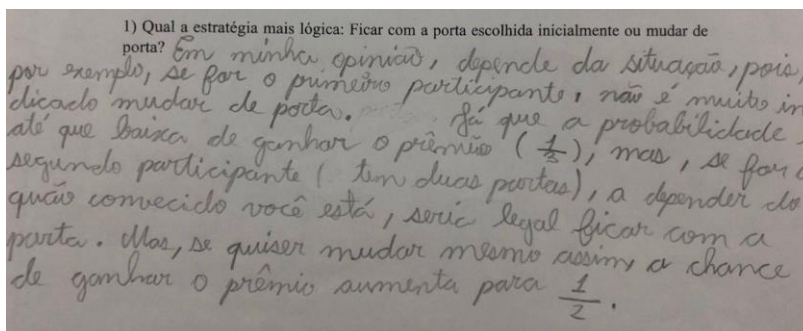 1) Qual a estratégia mais lógica: Ficar com a porta escolhida inicialmente ou mudar de
porta? Em minha opinião, depende da situação, pois,
por exemplo, se for o primeiro participante, não é muito in
dicado mudar de porta. Já que a probabilidade
até que baixa de ganhar o prêmio (1/3), mas, se for o
segundo participante ( tem duas portas), a depender do
quão convecido você está, seria legal ficar com a
porta. Mas, se quiser mudar mesmo assim, a chance
de ganhar o prêmio aumenta para 1/2.